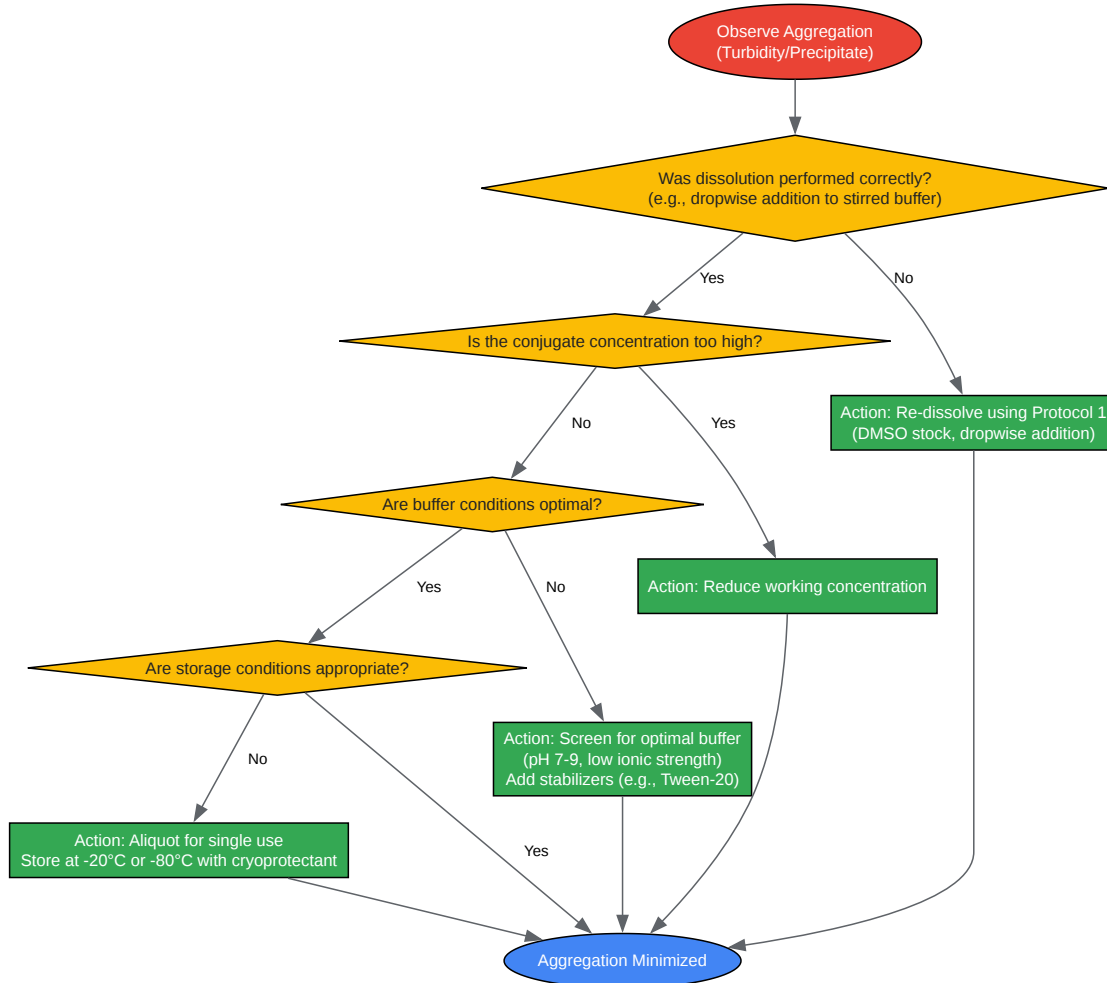 Observe Aggregation
(Turbidity/Precipitate)
Was dissolution performed correctly?
(e.g., dropwise addition to stirred buffer)
Yes
No
Is the conjugate concentration too high?
Action: Re-dissolve using Protocol 1
(DMSO stock, dropwise addition)
No
Yes
Are buffer conditions optimal?
Action: Reduce working concentration
Yes
No
Are storage conditions appropriate?
Action: Screen for optimal buffer
(pH 7-9, low ionic strength)
Add stabilizers (e.g., Tween-20)
No
Yes
Action: Aliquot for single use
Store at -20°C or -80°C with cryoprotectant
Aggregation Minimized